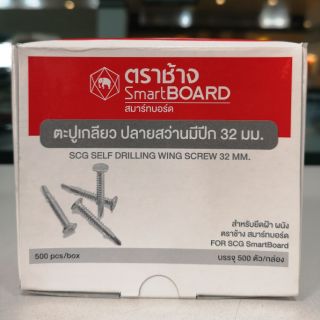 ตราช้าง
SmartBOARD
สมาร์ทบอร์ด
ตะปูเกลียว ปลายสว่านมีปีก 32 มม.
SCG SELF DRILLING WING SCREW 32 MM.
สำหรับยึดฝ้า ผนัง
ตราช้าง สมาร์ทบอร์ด
FOR SCG SmartBoard
500 pcs/box
บรรจุ 500 ตัว/กล่อง